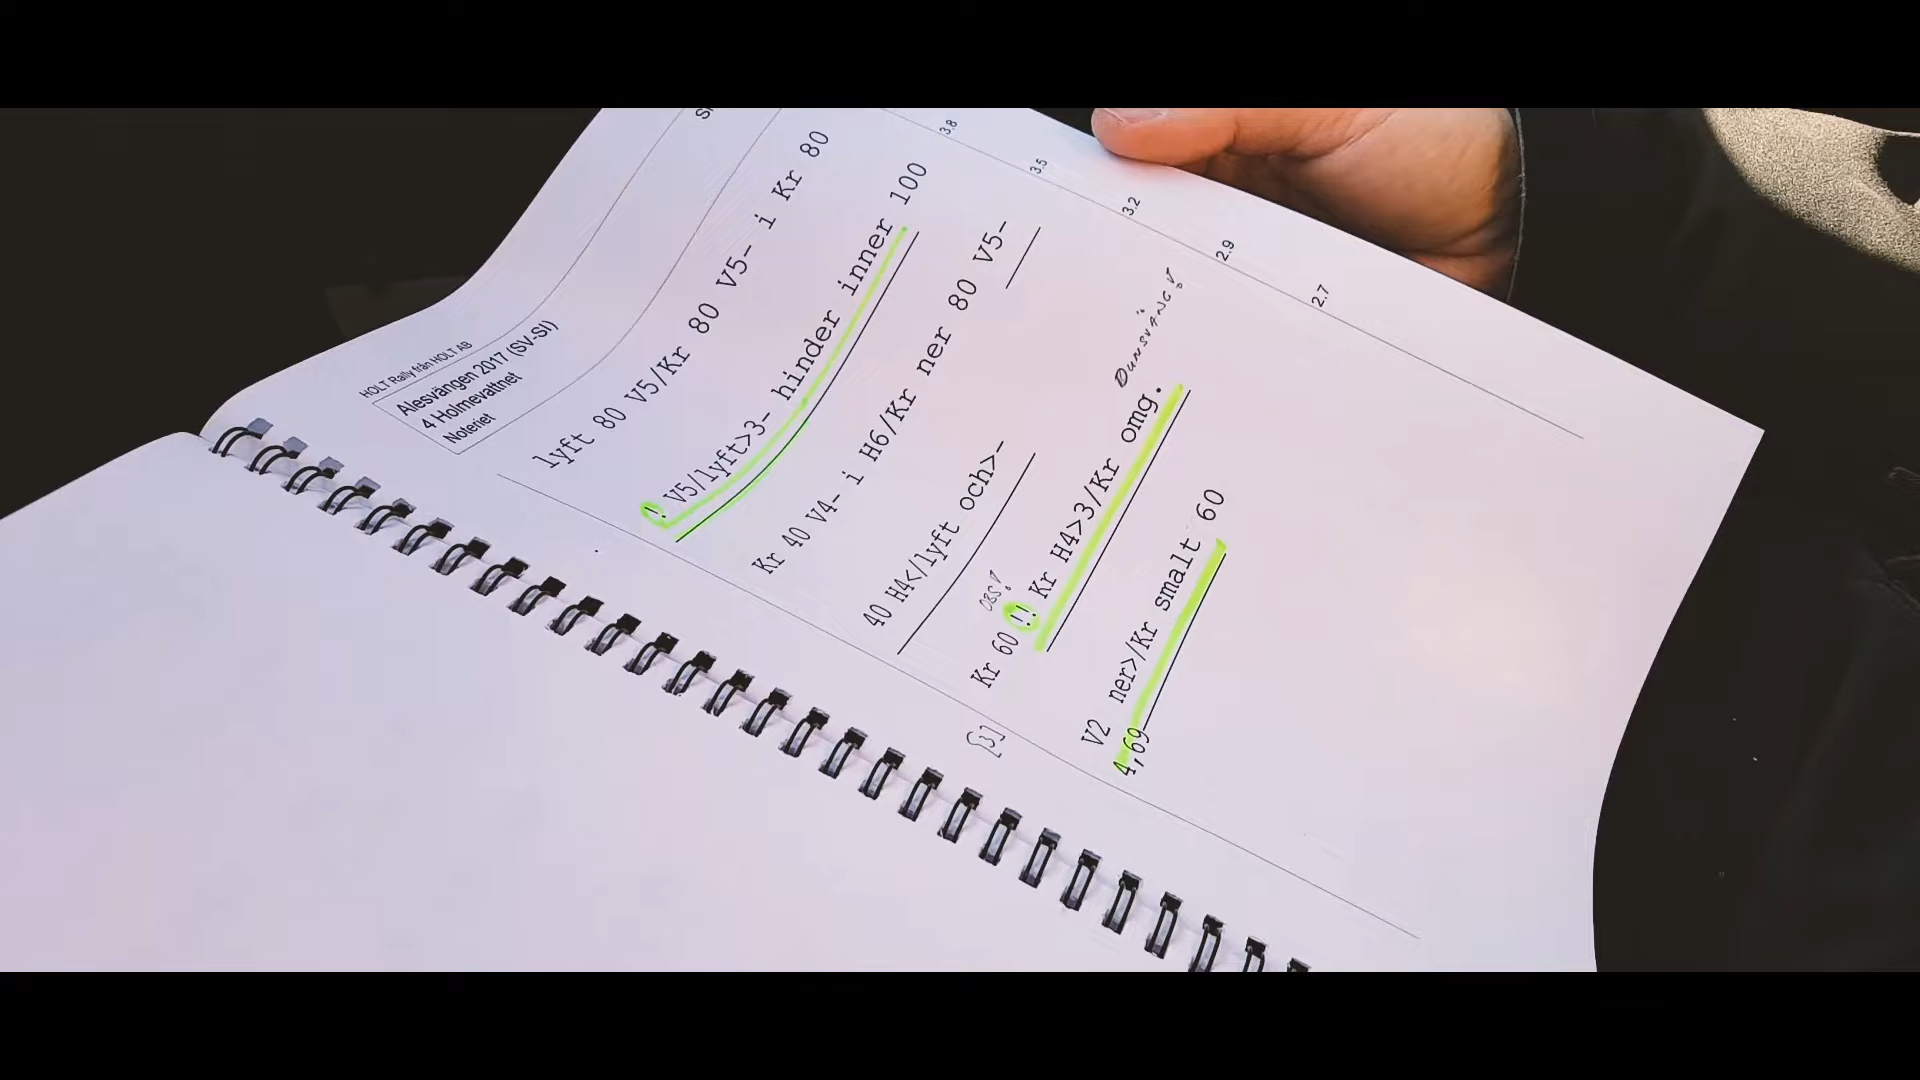 HOLT Rally från HOLT AB
Alesvängen 2017 (SV-SI)
4 Holmevattnet
Noteriet
lyft 80 V5/Kr 80 V5- i Kr 80
! V5/lyft>3- hinder inner 100
3.8
Kr 40 V4- i H6/Kr ner 80 V5-
3.5
40 H4</lyft och>-
3.2
OBS!
DUNSVÄNG!
Kr 60 !! Kr H4>3/Kr omg.
2.9
[3]
V2 ner>/Kr smalt 60
2.7
4,69